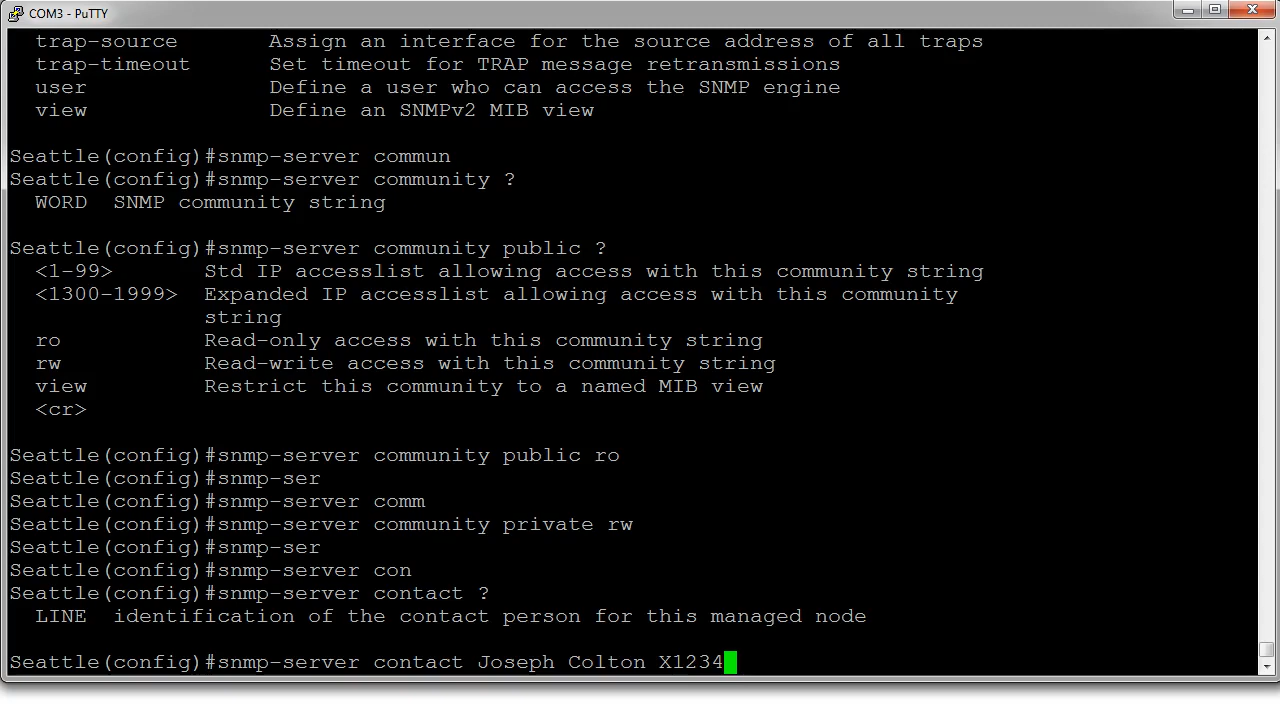 COM3 - PuTTY
trap-source Assign an interface for the source address of all traps
trap-timeout Set timeout for TRAP message retransmissions
user Define a user who can access the SNMP engine
view Define an SNMPv2 MIB view
Seattle(config)#snmp-server commun
Seattle(config)#snmp-server community ?
WORD SNMP community string
Seattle(config)#snmp-server community public ?
<1-99> Std IP accesslist allowing access with this community string
<1300-1999> Expanded IP accesslist allowing access with this community
string
ro Read-only access with this community string
rw Read-write access with this community string
view Restrict this community to a named MIB view
<cr>
Seattle(config)#snmp-server community public ro
Seattle(config)#snmp-ser
Seattle(config)#snmp-server comm
Seattle(config)#snmp-server community private rw
Seattle(config)#snmp-ser
Seattle(config)#snmp-server con
Seattle(config)#snmp-server contact ?
LINE identification of the contact person for this managed node
Seattle(config)#snmp-server contact Joseph Colton X1234